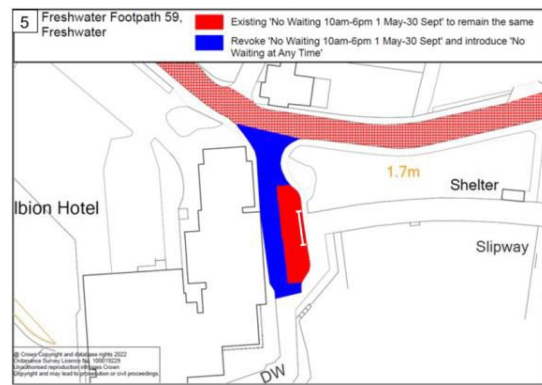 5
Freshwater Footpath 59,
Freshwater
Existing 'No Waiting 10am-6pm 1 May-30 Sept' to remain the same
Revoke 'No Waiting 10am-6pm 1 May-30 Sept' and introduce 'No
Waiting at Any Time'
1.7m
Shelter
lbion Hotel
Slipway
DW
@ Crown Copyright and database rights 2022
Ordnance Survey Licence No. 100019229
Unauthorised reproduction infringes Crown
Copyright and may lead to prosecution or civil proceedings.